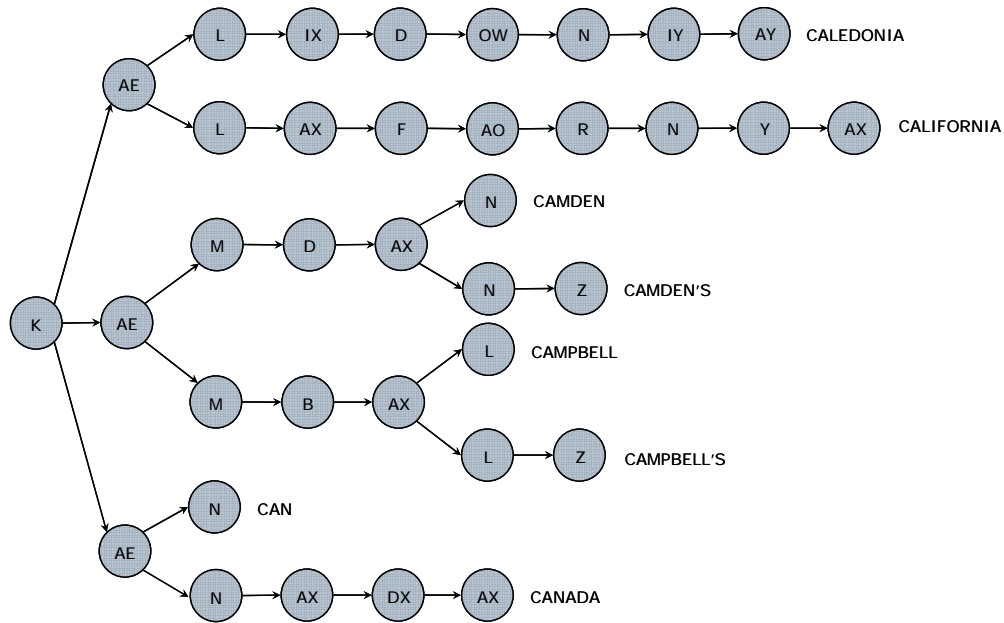 L IX D OW N IY AY CALEDONIA
AE
L AX F AO R N Y AX CALIFORNIA
N CAMDEN
M D AX
N Z CAMDEN'S
K AE
L CAMPBELL
M B AX
L Z CAMPBELL'S
N CAN
AE
N AX DX AX CANADA